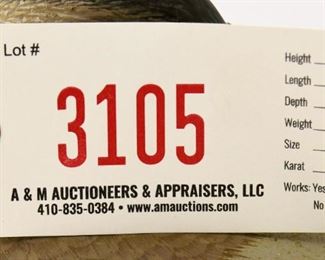 Lot #
3105
A & M AUCTIONEERS & APPRAISERS, LLC
410-835-0384 • www.amauctions.com
Height
Length
Depth
Weight
Size
Karat
Works: Yes
No